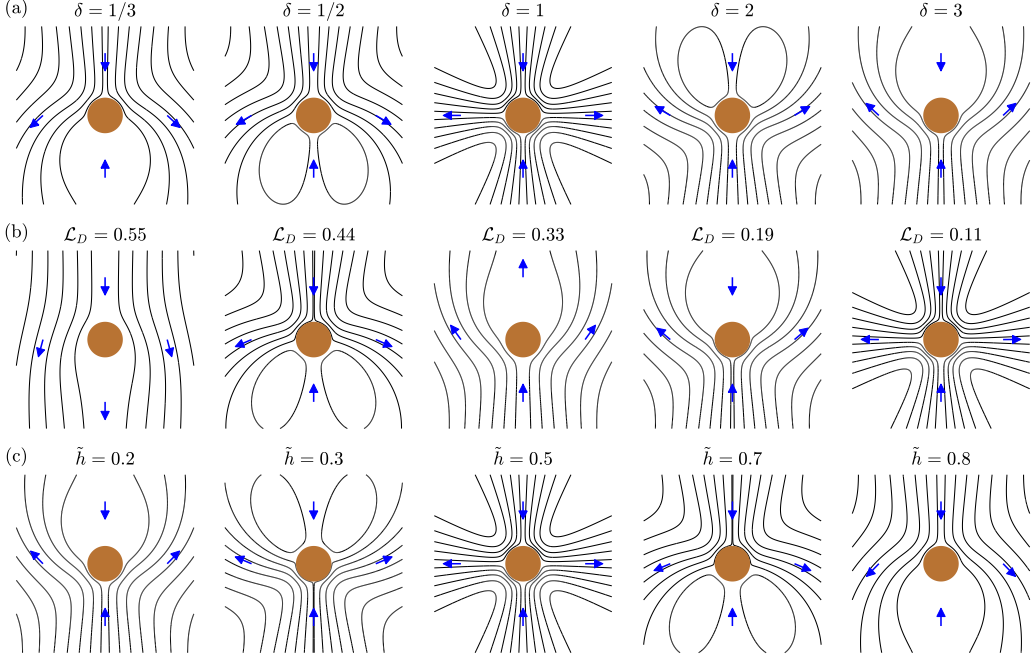 (a) δ = 1/3 δ = 1/2 δ = 1 δ = 2 δ = 3
(b) ℒ_D = 0.55 ℒ_D = 0.44 ℒ_D = 0.33 ℒ_D = 0.19 ℒ_D = 0.11
(c) h̃ = 0.2 h̃ = 0.3 h̃ = 0.5 h̃ = 0.7 h̃ = 0.8